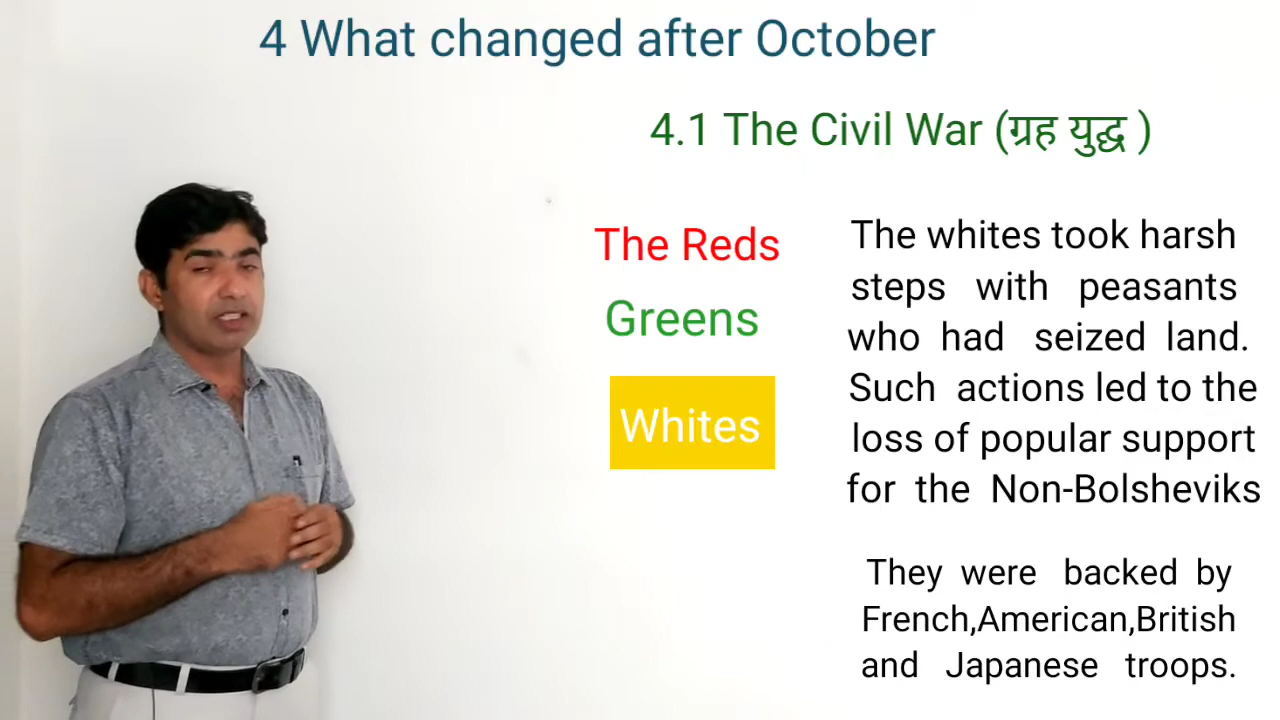 4 What changed after October
4.1 The Civil War (ग्रह युद्ध )
The Reds
Greens
Whites
The whites took harsh
steps with peasants
who had seized land.
Such actions led to the
loss of popular support
for the Non-Bolsheviks
They were backed by
French,American,British
and Japanese troops.